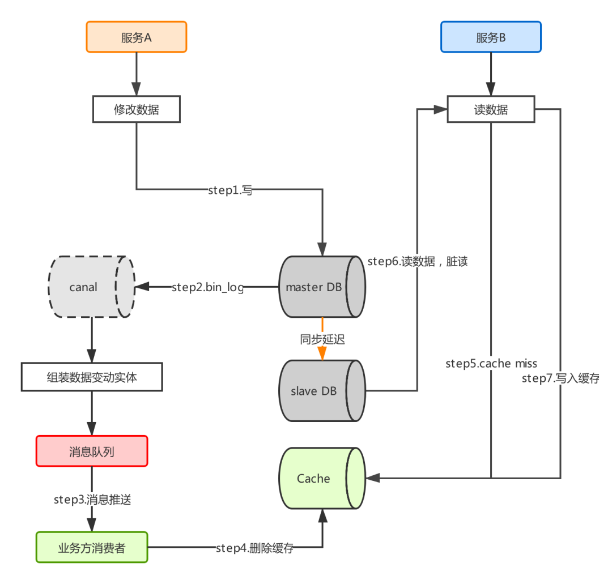 服务A
服务B
修改数据
读数据
step1.写
step6.读数据，脏读
canal
step2.bin_log
master DB
同步延迟
step5.cache miss
组装数据变动实体
slave DB
step7.写入缓存
消息队列
Cache
step3.消息推送
业务方消费者
step4.删除缓存